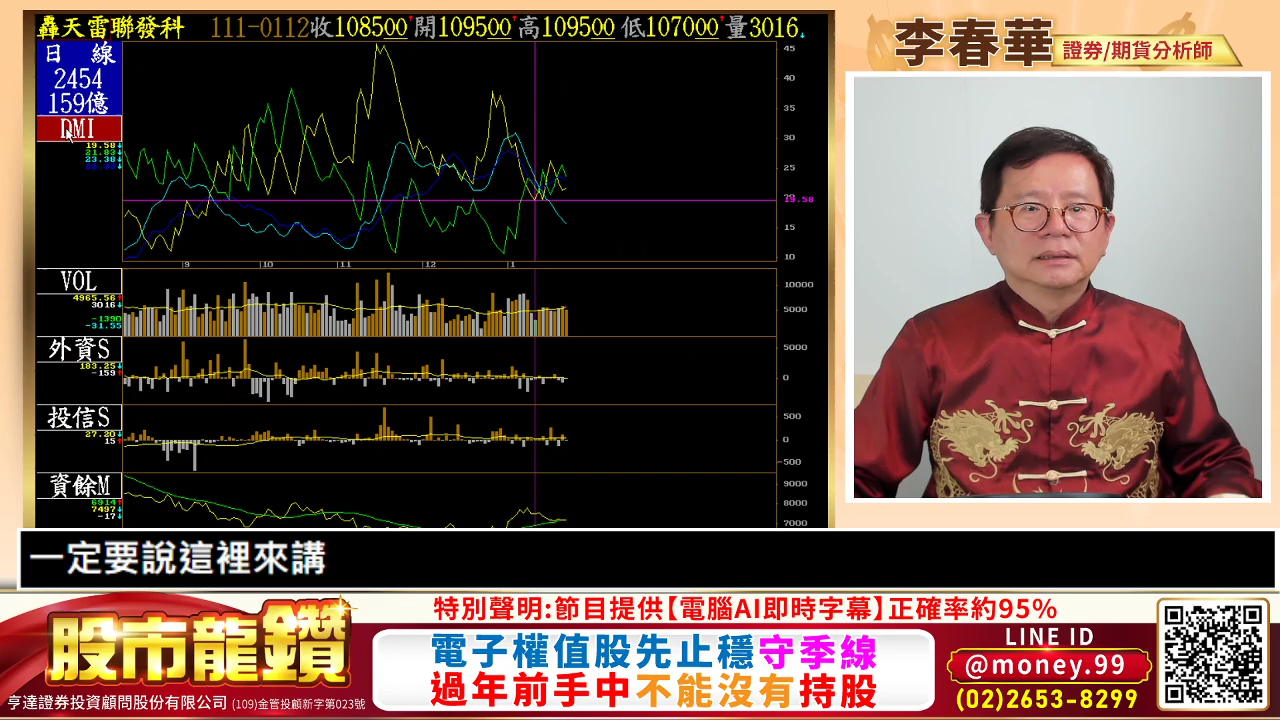 轟天雷聯發科 111-0112收108500 開109500 高109500 低107000 量3016
日 線
2454
159億
DMI
19.58
21.83
23.38
45
40
35
30
25
20
19.58
15
10
9
10
11
12
1
VOL
4965.56
3016
-1390
-31.55
10000
5000
外資S
183.25
-159
5000
0
投信S
27.20
15
500
0
-500
資餘M
6914
7497
-17
9000
8000
7000
李春華
證券/期貨分析師
一定要說這裡來講
股市龍鑽
亨達證券投資顧問股份有限公司 (109)金管投顧新字第023號
特別聲明:節目提供【電腦AI即時字幕】正確率約95%
電子權值股先止穩守季線
過年前手中不能沒有持股
LINE ID
@money.99
(02)2653-8299